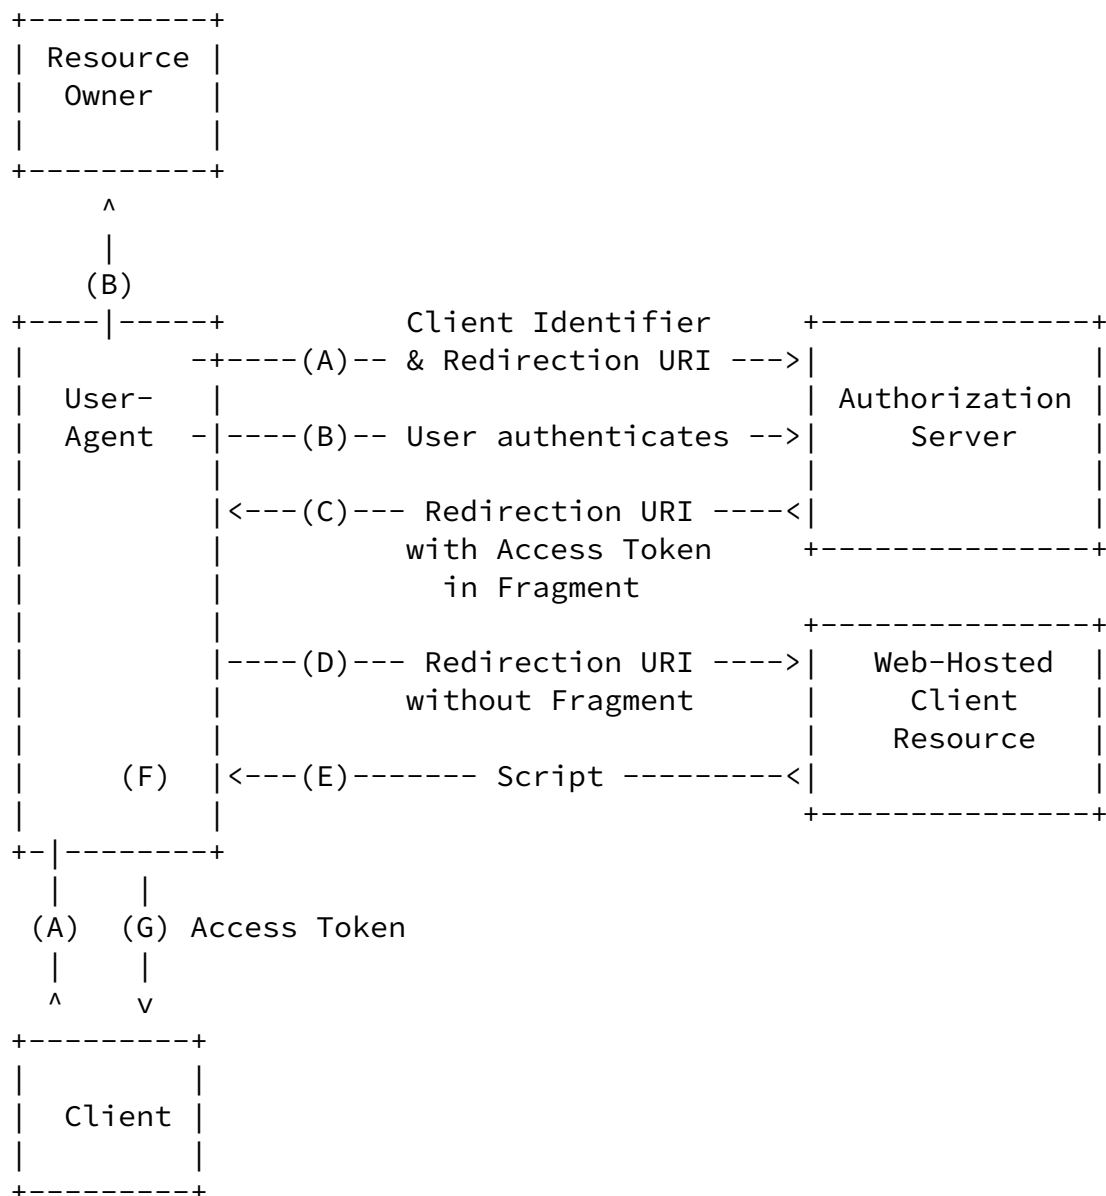 +----------+
| Resource |
|  Owner   |
|          |
+----------+
     ^
     |
    (B)
+----|-----+          Client Identifier     +---------------+
|         -+----(A)-- & Redirection URI --->|               |
|  User-   |                                | Authorization |
|  Agent  -|----(B)-- User authenticates -->|     Server    |
|          |                                |               |
|          |<---(C)--- Redirection URI ----<|               |
|          |          with Access Token     +---------------+
|          |            in Fragment
|          |                                +---------------+
|          |----(D)--- Redirection URI ---->|   Web-Hosted  |
|          |          without Fragment      |     Client    |
|          |                                |    Resource   |
|     (F)  |<---(E)------- Script ---------<|               |
|          |                                +---------------+
+-|--------+
  |    |
 (A)  (G) Access Token
  |    |
  ^    v
+---------+
|         |
|  Client |
|         |
+---------+